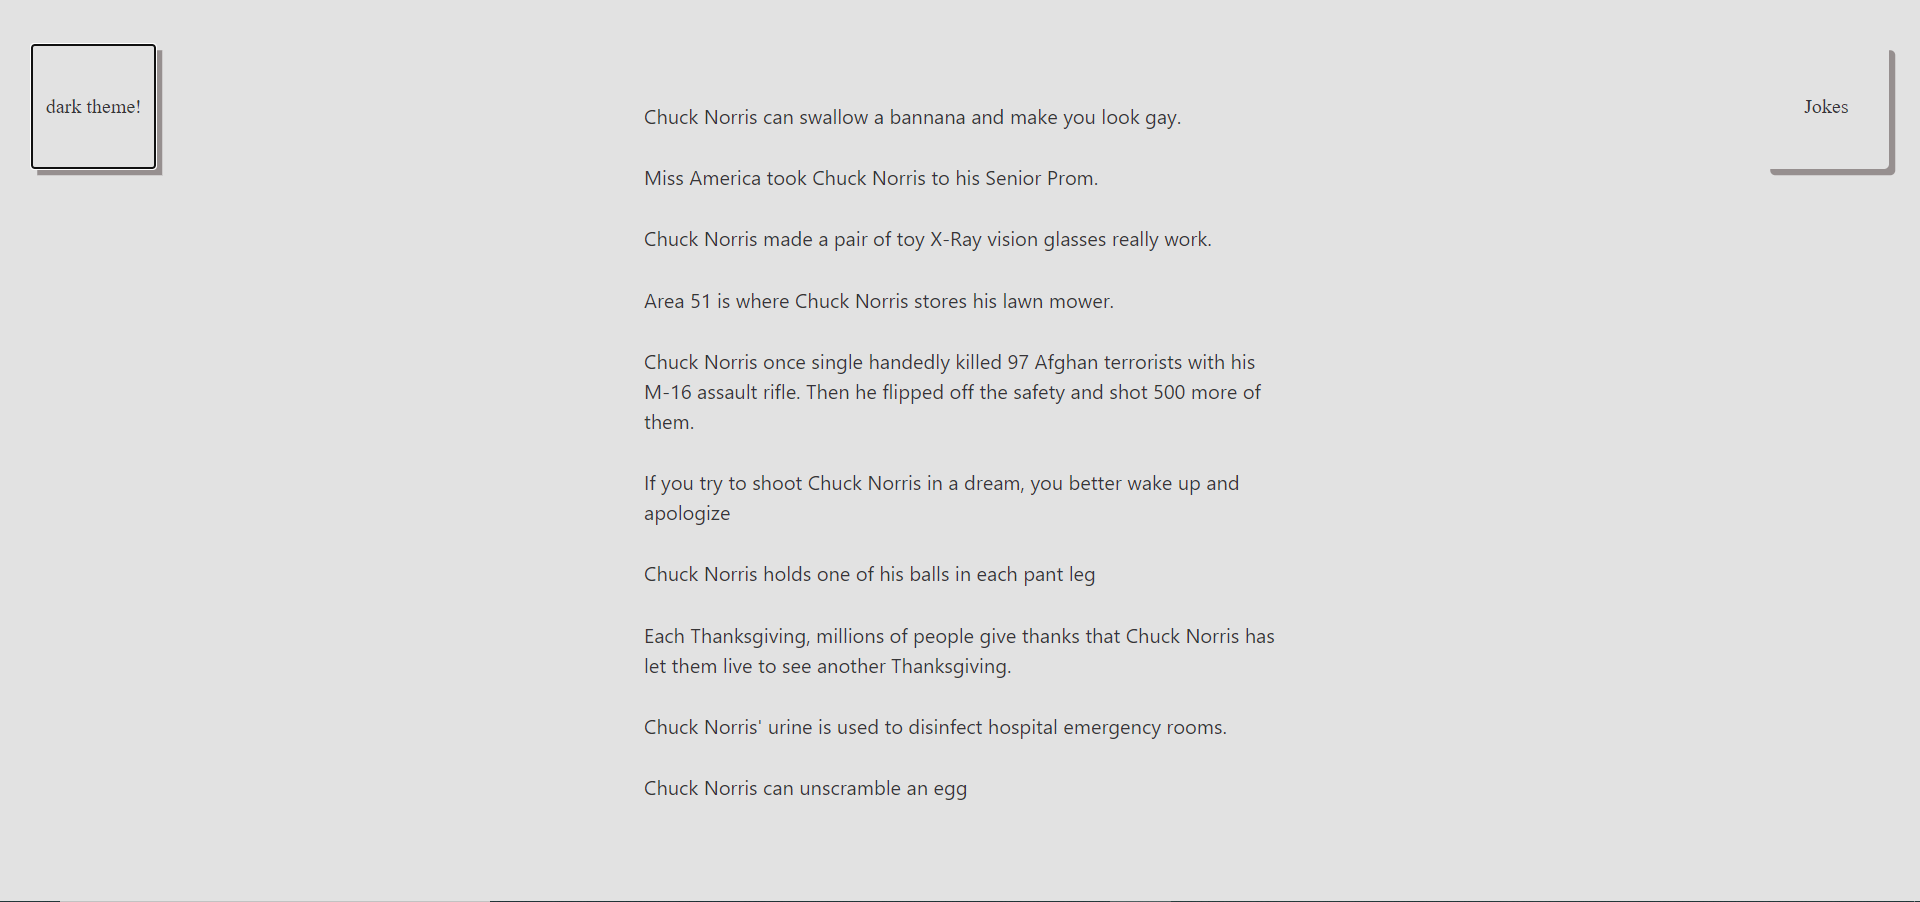 dark theme!
Jokes
Chuck Norris can swallow a bannana and make you look gay.
Miss America took Chuck Norris to his Senior Prom.
Chuck Norris made a pair of toy X-Ray vision glasses really work.
Area 51 is where Chuck Norris stores his lawn mower.
Chuck Norris once single handedly killed 97 Afghan terrorists with his
M-16 assault rifle. Then he flipped off the safety and shot 500 more of
them.
If you try to shoot Chuck Norris in a dream, you better wake up and
apologize
Chuck Norris holds one of his balls in each pant leg
Each Thanksgiving, millions of people give thanks that Chuck Norris has
let them live to see another Thanksgiving.
Chuck Norris' urine is used to disinfect hospital emergency rooms.
Chuck Norris can unscramble an egg